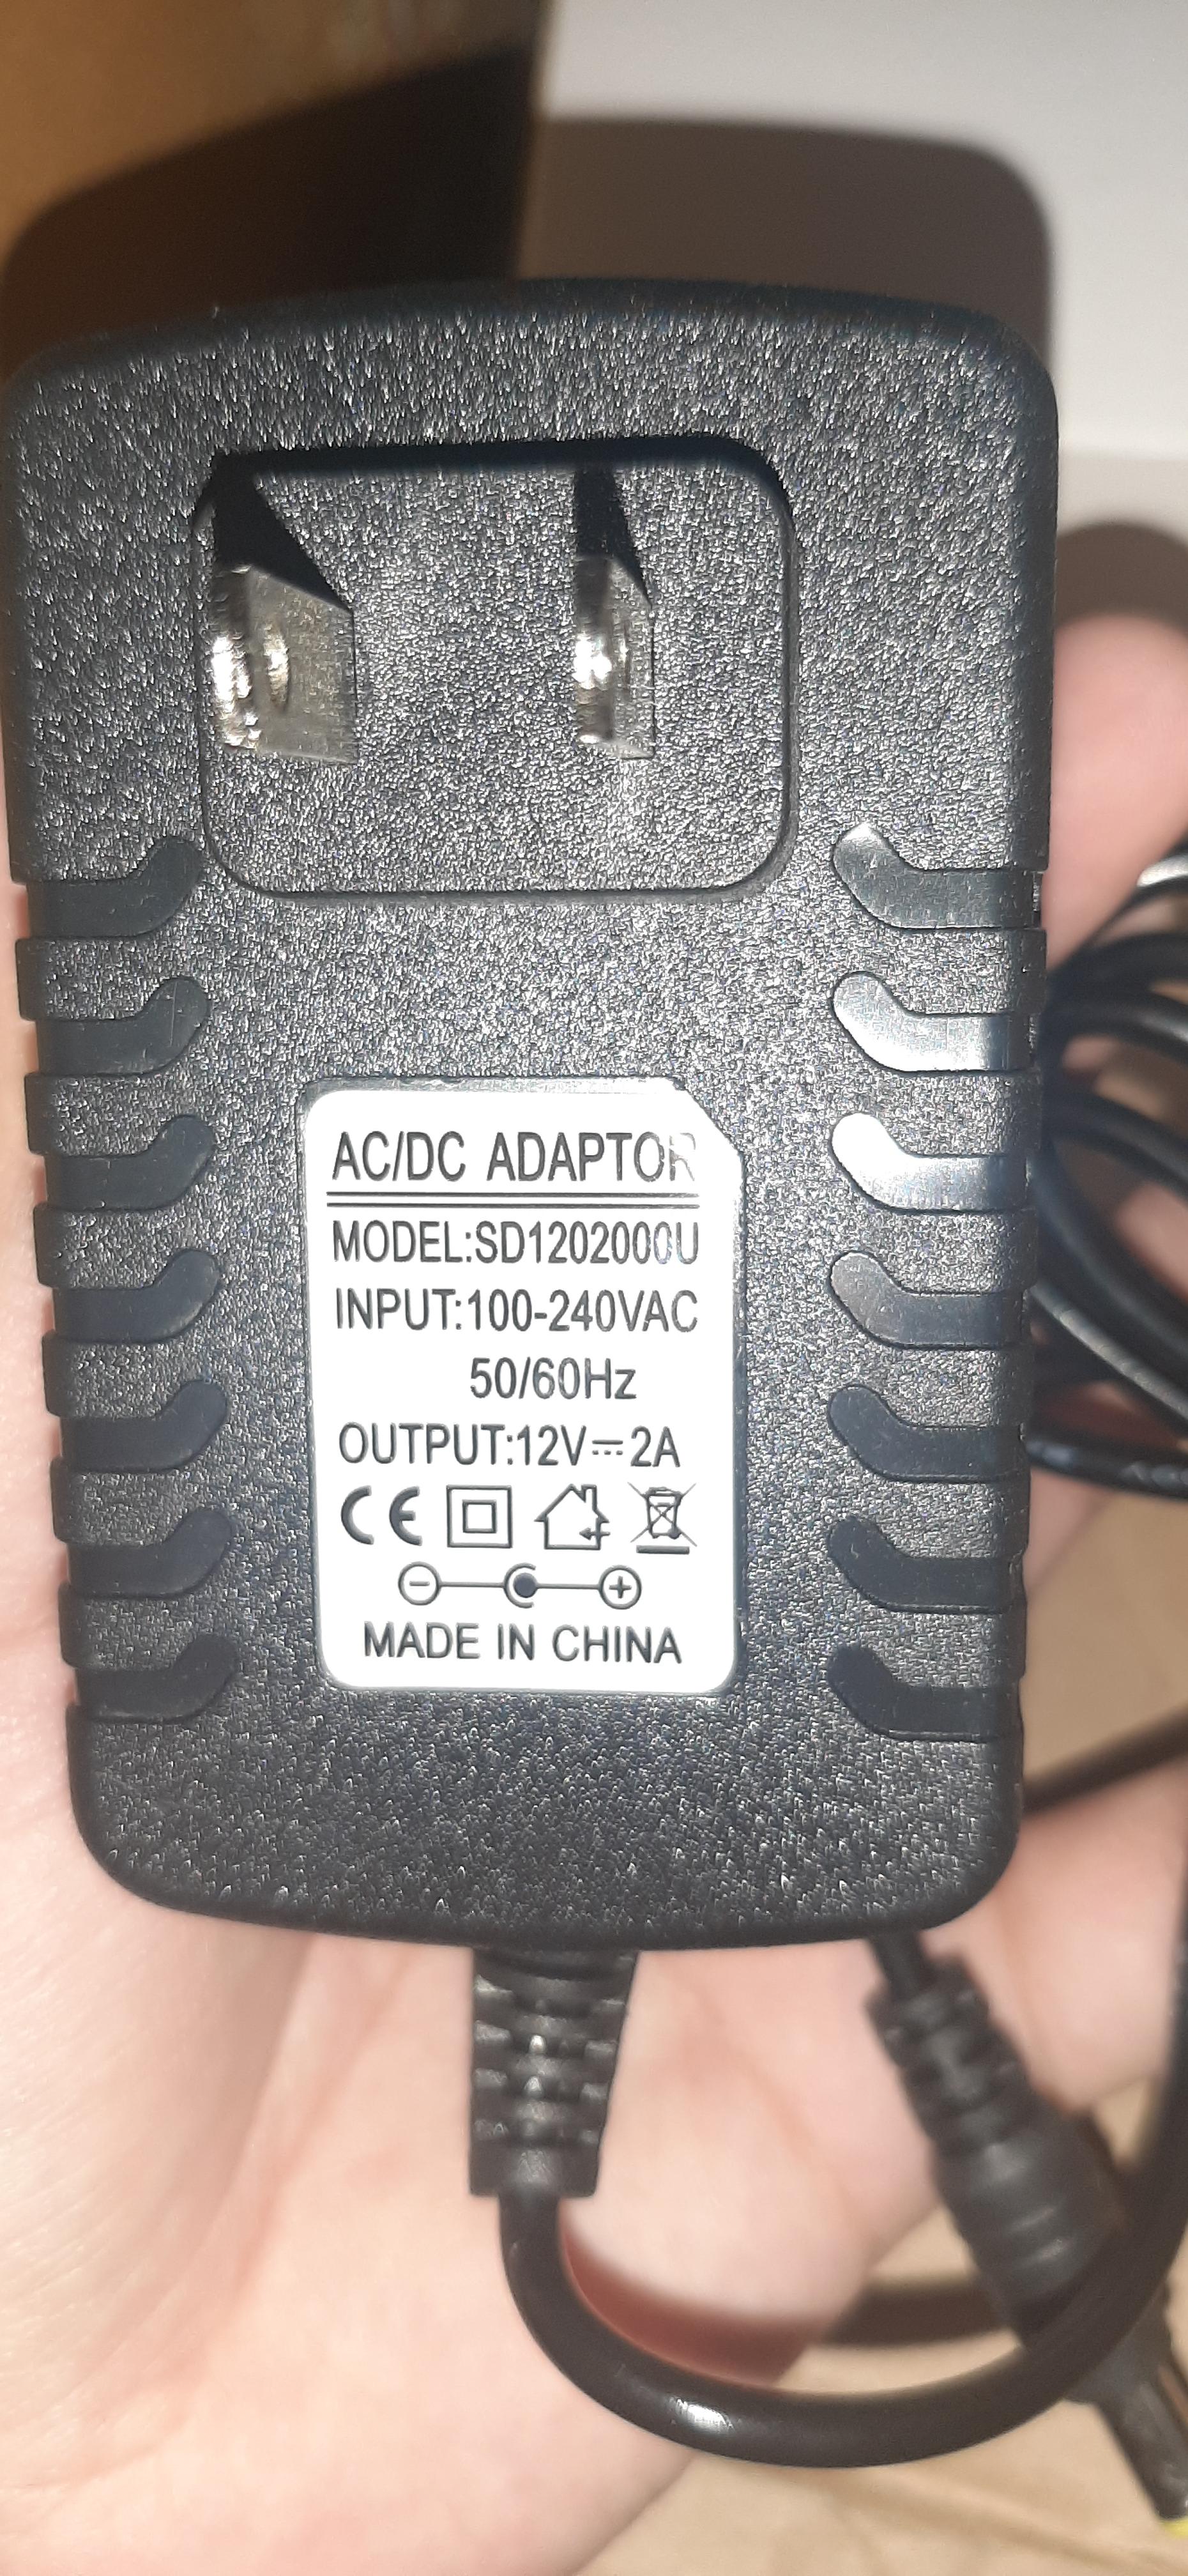 AC/DC ADAPTOR
MODEL:SD1202000U
INPUT:100-240VAC
50/60Hz
OUTPUT:12V⎓2A
CE
MADE IN CHINA